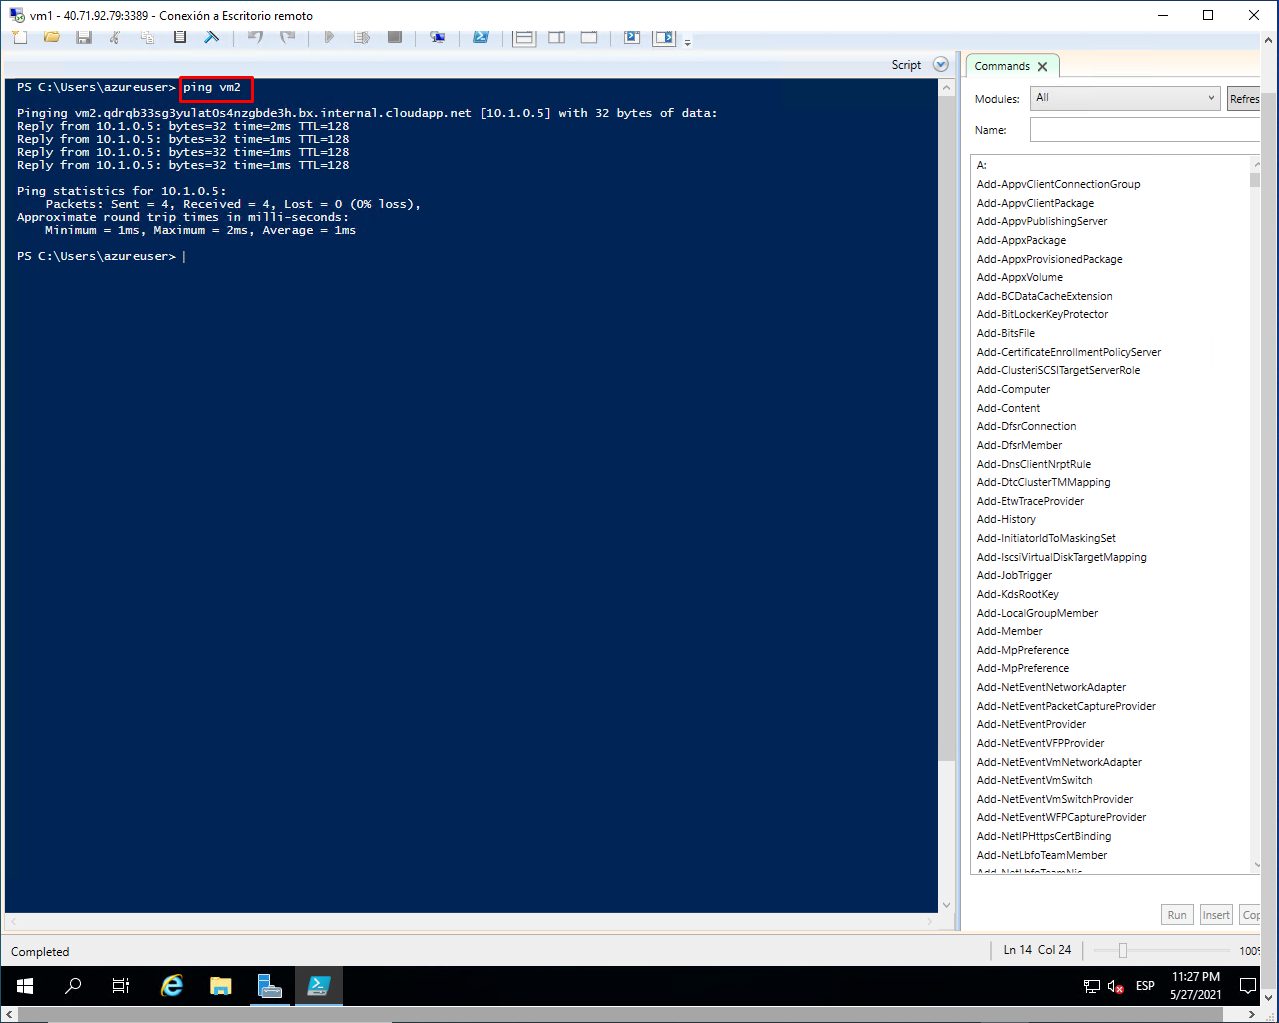 vm1 - 40.71.92.79:3389 - Conexión a Escritorio remoto
Script
PS C:\Users\azureuser> ping vm2
Pinging vm2.qdrqb33sg3yulat0s4nzgbde3h.bx.internal.cloudapp.net [10.1.0.5] with 32 bytes of data:
Reply from 10.1.0.5: bytes=32 time=2ms TTL=128
Reply from 10.1.0.5: bytes=32 time=1ms TTL=128
Reply from 10.1.0.5: bytes=32 time=1ms TTL=128
Reply from 10.1.0.5: bytes=32 time=1ms TTL=128
Ping statistics for 10.1.0.5:
Packets: Sent = 4, Received = 4, Lost = 0 (0% loss),
Approximate round trip times in milli-seconds:
Minimum = 1ms, Maximum = 2ms, Average = 1ms
PS C:\Users\azureuser>
Commands
Modules: All Refres
Name:
A:
Add-AppvClientConnectionGroup
Add-AppvClientPackage
Add-AppvPublishingServer
Add-AppxPackage
Add-AppxProvisionedPackage
Add-AppxVolume
Add-BCDataCacheExtension
Add-BitLockerKeyProtector
Add-BitsFile
Add-CertificateEnrollmentPolicyServer
Add-ClusteriSCSITargetServerRole
Add-Computer
Add-Content
Add-DfsrConnection
Add-DfsrMember
Add-DnsClientNrptRule
Add-DtcClusterTMMapping
Add-EtwTraceProvider
Add-History
Add-InitiatorIdToMaskingSet
Add-IscsiVirtualDiskTargetMapping
Add-JobTrigger
Add-KdsRootKey
Add-LocalGroupMember
Add-Member
Add-MpPreference
Add-MpPreference
Add-NetEventNetworkAdapter
Add-NetEventPacketCaptureProvider
Add-NetEventProvider
Add-NetEventVFPProvider
Add-NetEventVmNetworkAdapter
Add-NetEventVmSwitch
Add-NetEventVmSwitchProvider
Add-NetEventWFPCaptureProvider
Add-NetIPHttpsCertBinding
Add-NetLbfoTeamMember
Add-NetLbfoTeamNic
Run Insert Cop
Completed
Ln 14 Col 24
100%
ESP
11:27 PM
5/27/2021